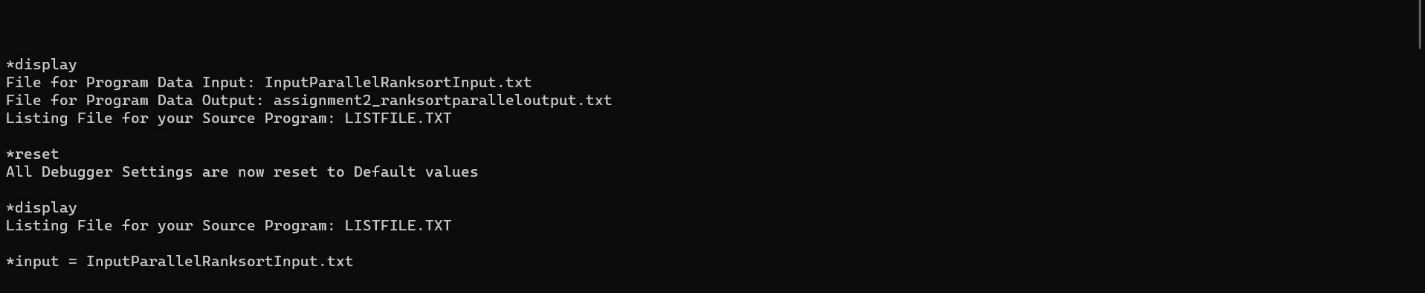 *display
File for Program Data Input: InputParallelRanksortInput.txt
File for Program Data Output: assignment2_ranksortparalleloutput.txt
Listing File for your Source Program: LISTFILE.TXT
*reset
All Debugger Settings are now reset to Default values
*display
Listing File for your Source Program: LISTFILE.TXT
*input = InputParallelRanksortInput.txt